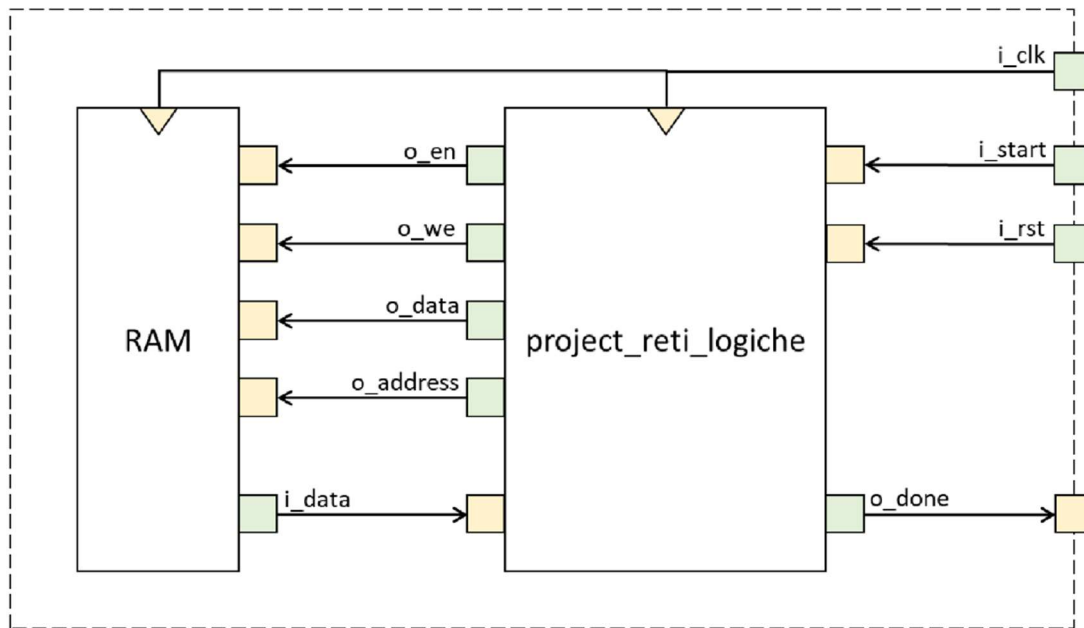 i_clk
o_en
i_start
o_we
i_rst
o_data
RAM
project_reti_logiche
o_address
i_data
o_done